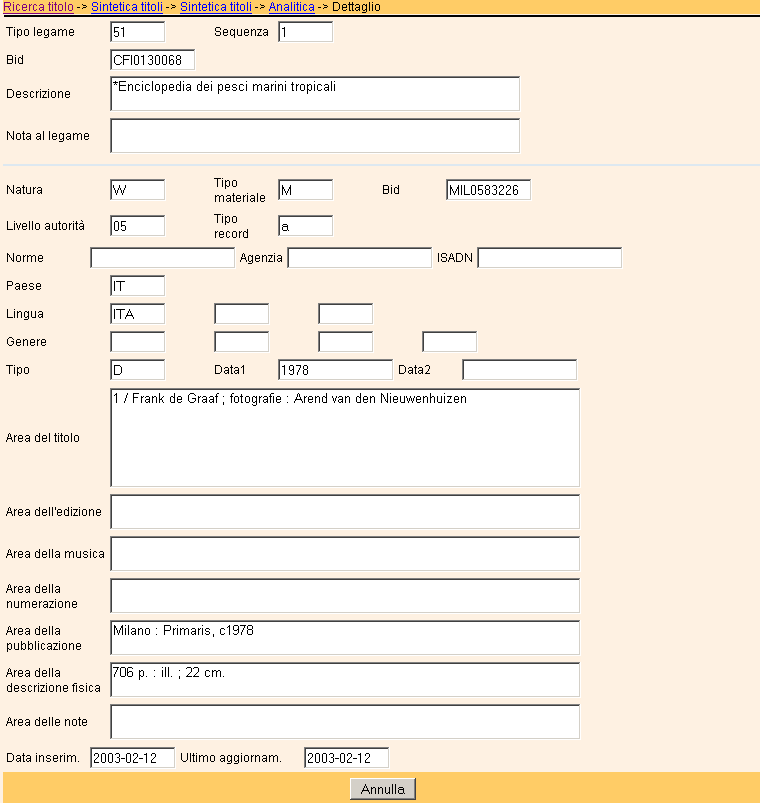 Ricerca titolo -> Sintetica titoli -> Sintetica titoli -> Analitica -> Dettaglio
Tipo legame 51 Sequenza 1
Bid CFI0130068
Descrizione *Enciclopedia dei pesci marini tropicali
Nota al legame
Natura W Tipo materiale M Bid MIL0583226
Livello autorità 05 Tipo record a
Norme Agenzia ISADN
Paese IT
Lingua ITA
Genere
Tipo D Data1 1978 Data2
Area del titolo 1 / Frank de Graaf ; fotografie : Arend van den Nieuwenhuizen
Area dell'edizione
Area della musica
Area della numerazione
Area della pubblicazione Milano : Primaris, c1978
Area della descrizione fisica 706 p. : ill. ; 22 cm.
Area delle note
Data inserim. 2003-02-12 Ultimo aggiornam. 2003-02-12
Annulla